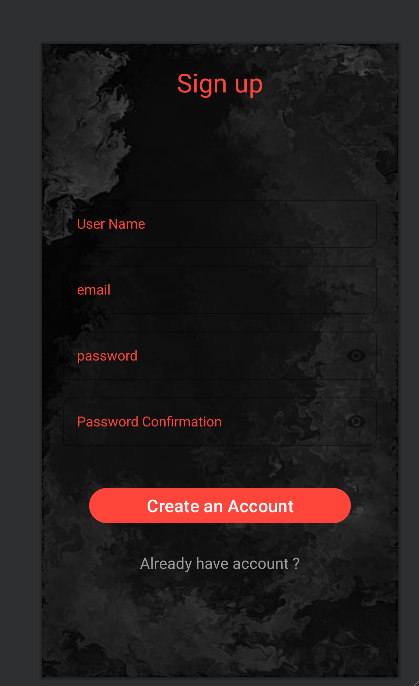 Sign up
User Name
email
password
Password Confirmation
Create an Account
Already have account ?